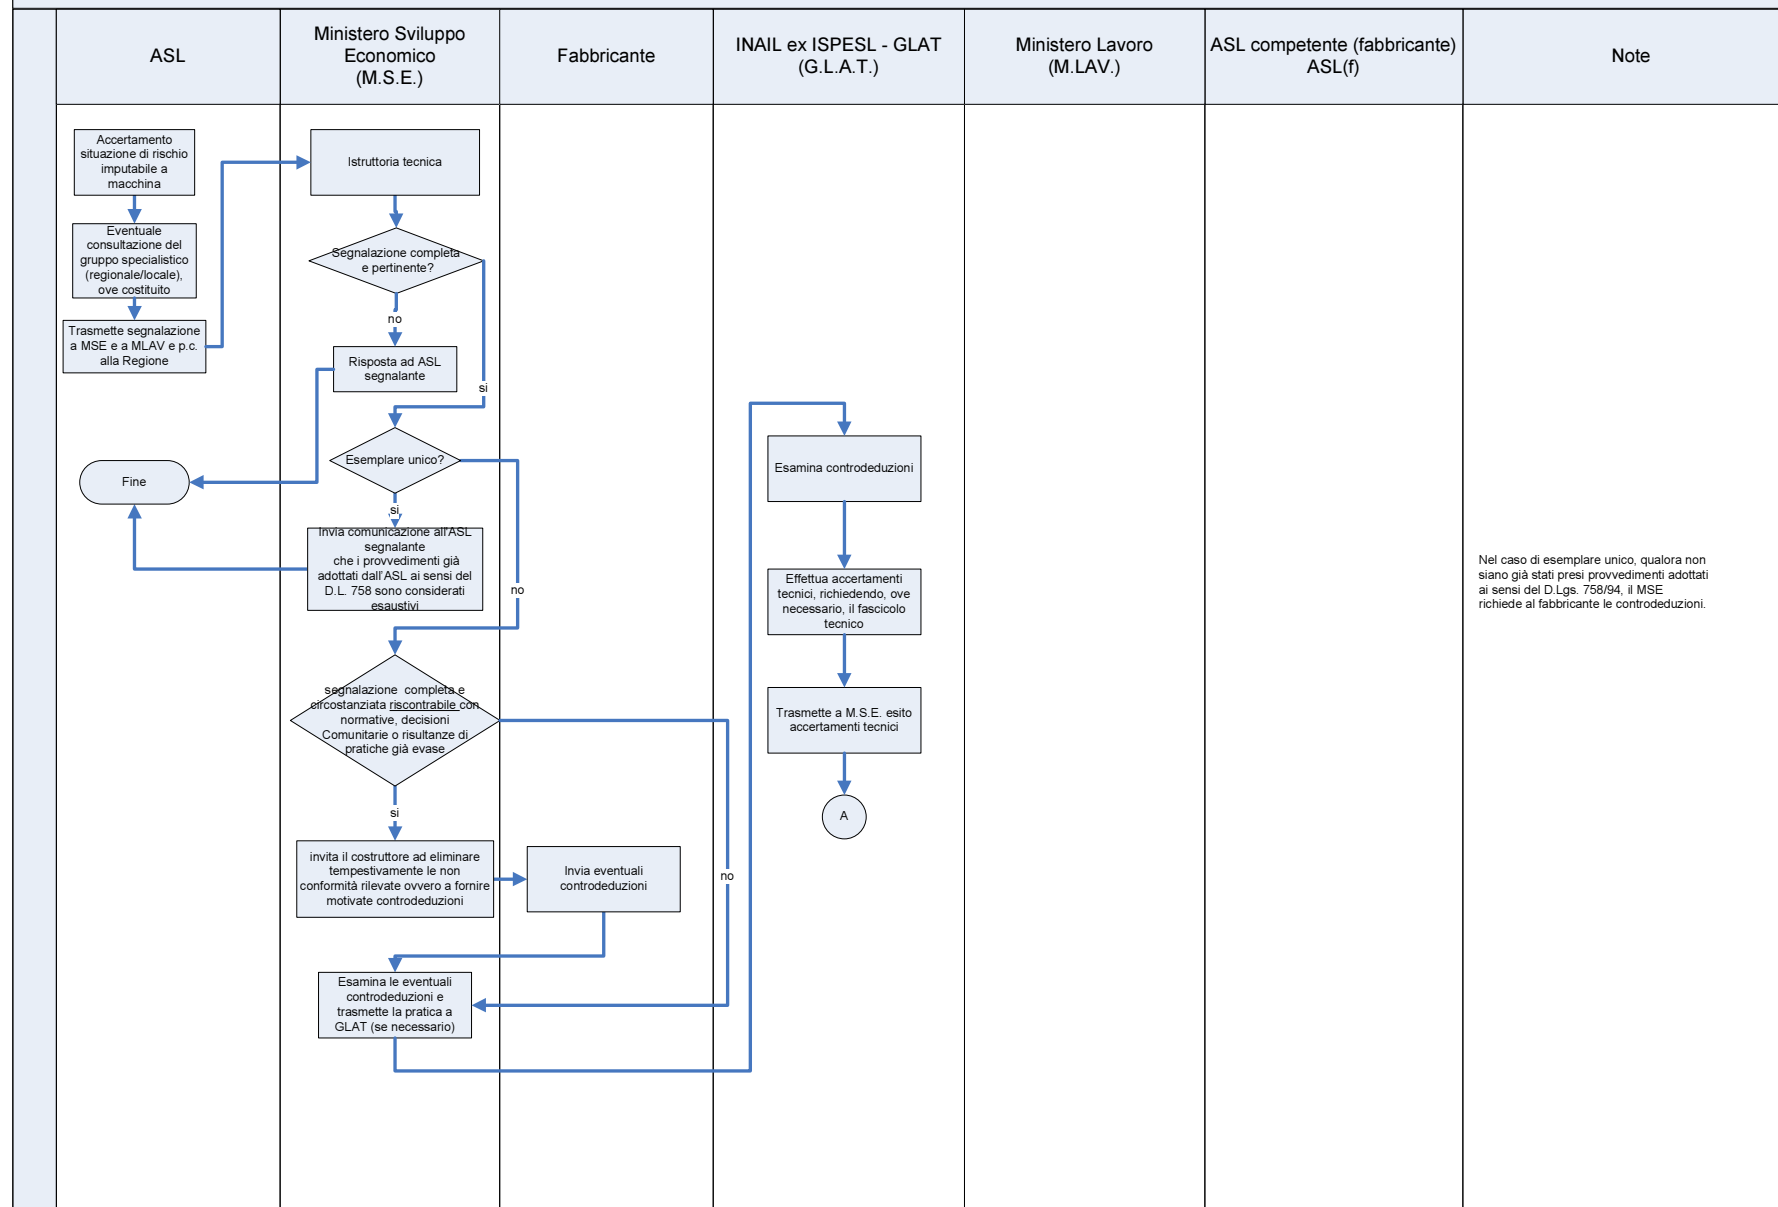 ASL
Ministero Sviluppo
Economico
(M.S.E.)
Fabbricante
INAIL ex ISPESL - GLAT
(G.L.A.T.)
Ministero Lavoro
(M.LAV.)
ASL competente (fabbricante)
ASL(f)
Note
Accertamento
situazione di rischio
imputabile a
macchina
Eventuale
consultazione del
gruppo specialistico
(regionale/locale),
ove costituito
Trasmette segnalazione
a MSE e a MLAV e p.c.
alla Regione
Fine
Istruttoria tecnica
Segnalazione completa
e pertinente?
no
si
Risposta ad ASL
segnalante
Esemplare unico?
si
no
Invia comunicazione all'ASL
segnalante
che i provvedimenti già
adottati dall'ASL ai sensi del
D.L. 758 sono considerati
esaustivi
segnalazione completa e
circostanziata riscontrabile con
normative, decisioni
Comunitarie o risultanze di
pratiche già evase
si
no
invita il costruttore ad eliminare
tempestivamente le non
conformità rilevate ovvero a fornire
motivate controdeduzioni
Invia eventuali
controdeduzioni
Esamina le eventuali
controdeduzioni e
trasmette la pratica a
GLAT (se necessario)
Esamina controdeduzioni
Effettua accertamenti
tecnici, richiedendo, ove
necessario, il fascicolo
tecnico
Trasmette a M.S.E. esito
accertamenti tecnici
A
Nel caso di esemplare unico, qualora non
siano già stati presi provvedimenti adottati
ai sensi del D.Lgs. 758/94, il MSE
richiede al fabbricante le controdeduzioni.